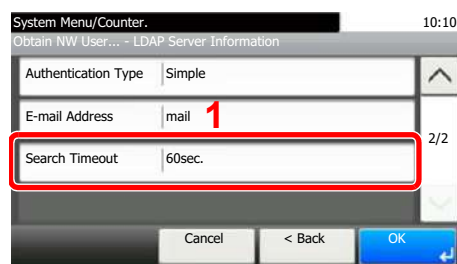 System Menu/Counter. 10:10
Obtain NW User... - LDAP Server Information
Authentication Type Simple
E-mail Address mail 1
2/2
Search Timeout 60sec.
Cancel < Back OK